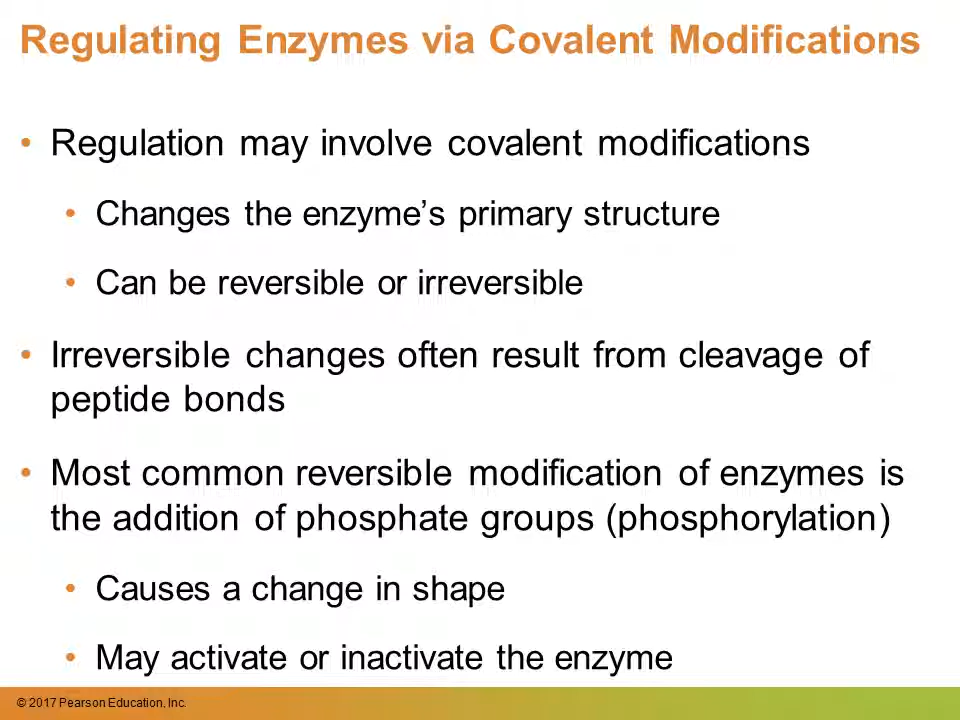 Regulating Enzymes via Covalent Modifications
• Regulation may involve covalent modifications
• Changes the enzyme’s primary structure
• Can be reversible or irreversible
• Irreversible changes often result from cleavage of
peptide bonds
• Most common reversible modification of enzymes is
the addition of phosphate groups (phosphorylation)
• Causes a change in shape
• May activate or inactivate the enzyme
© 2017 Pearson Education, Inc.